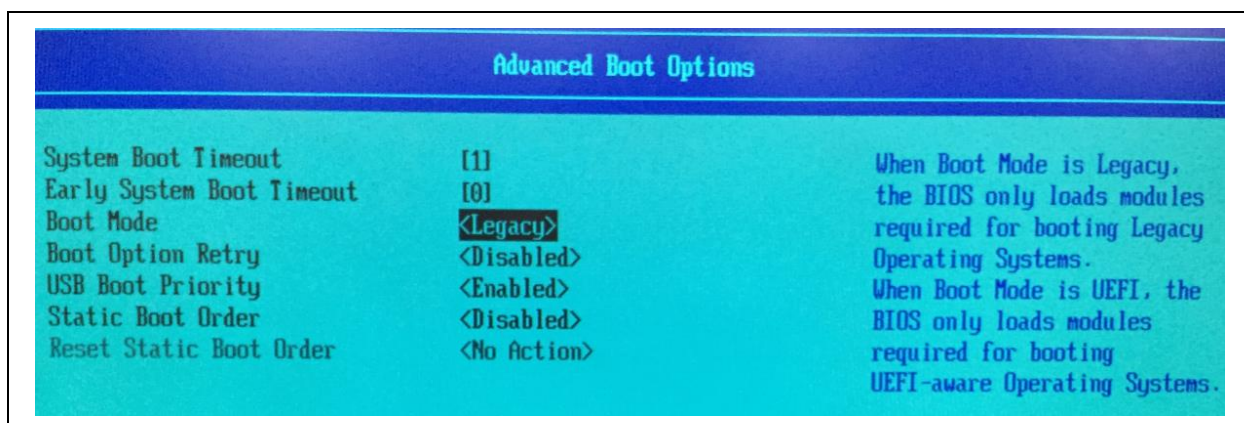 Advanced Boot Options
System Boot Timeout [1]
Early System Boot Timeout [0]
Boot Mode <Legacy>
Boot Option Retry <Disabled>
USB Boot Priority <Enabled>
Static Boot Order <Disabled>
Reset Static Boot Order <No Action>
When Boot Mode is Legacy,
the BIOS only loads modules
required for booting Legacy
Operating Systems.
When Boot Mode is UEFI, the
BIOS only loads modules
required for booting
UEFI-aware Operating Systems.